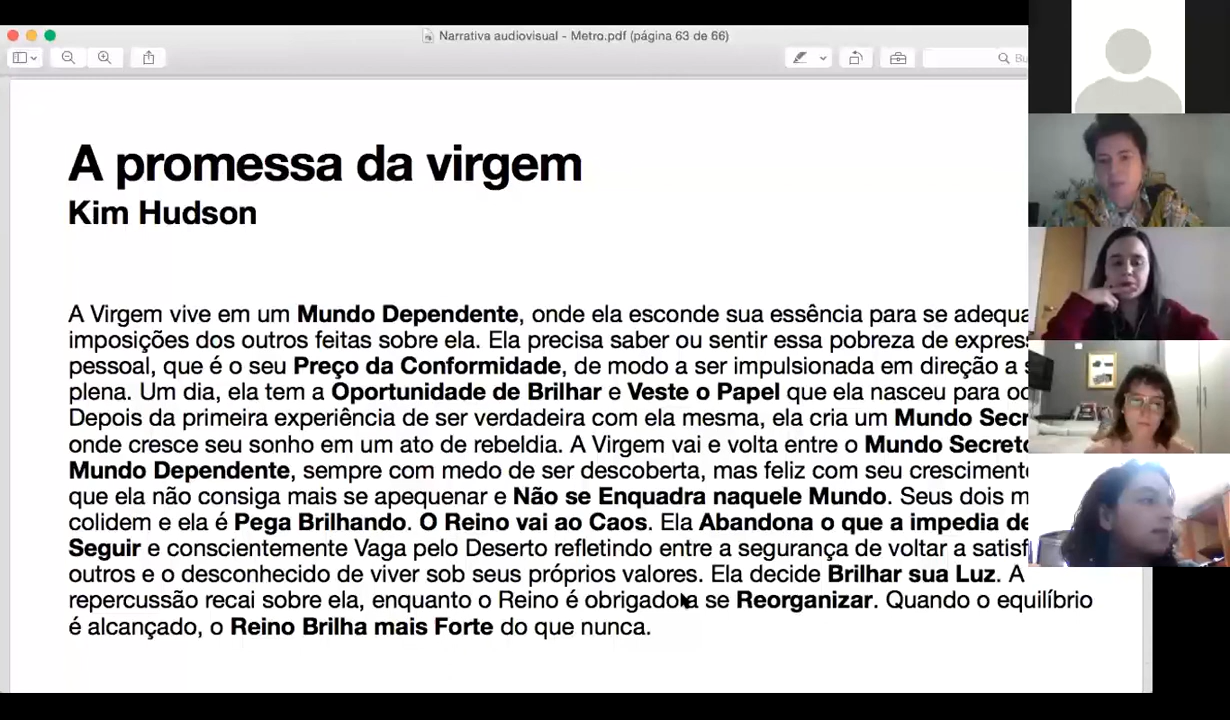 Narrativa audiovisual - Metro.pdf (página 63 de 66)
A promessa da virgem
Kim Hudson
A Virgem vive em um Mundo Dependente, onde ela esconde sua essência para se
imposições dos outros feitas sobre ela. Ela precisa saber ou sentir essa pobreza de
pessoal, que é o seu Preço da Conformidade, de modo a ser impulsionada em direção a
plena. Um dia, ela tem a Oportunidade de Brilhar e Veste o Papel que ela nasceu para
Depois da primeira experiência de ser verdadeira com ela mesma, ela cria um Mundo
onde cresce seu sonho em um ato de rebeldia. A Virgem vai e volta entre o Mundo Secreto
Mundo Dependente, sempre com medo de ser descoberta, mas feliz com seu
que ela não consiga mais se apequenar e Não se Enquadra naquele Mundo. Seus dois
colidem e ela é Pega Brilhando. O Reino vai ao Caos. Ela Abandona o que a impedia de
Seguir e conscientemente Vaga pelo Deserto refletindo entre a segurança de voltar a
outros e o desconhecido de viver sob seus próprios valores. Ela decide Brilhar sua Luz. A
repercussão recai sobre ela, enquanto o Reino é obrigado a se Reorganizar. Quando o equilíbrio
é alcançado, o Reino Brilha mais Forte do que nunca.